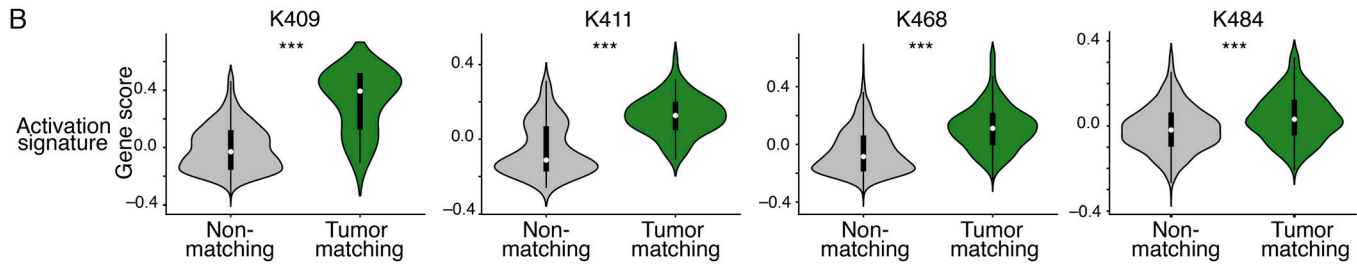 B
K409
K411
K468
K484
***
***
***
***
Activation
signature
Gene score
0.4
0.0
–0.4
0.4
0.0
–0.4
0.4
0.0
–0.4
0.4
0.0
–0.4
Non-
matching
Tumor
matching
Non-
matching
Tumor
matching
Non-
matching
Tumor
matching
Non-
matching
Tumor
matching